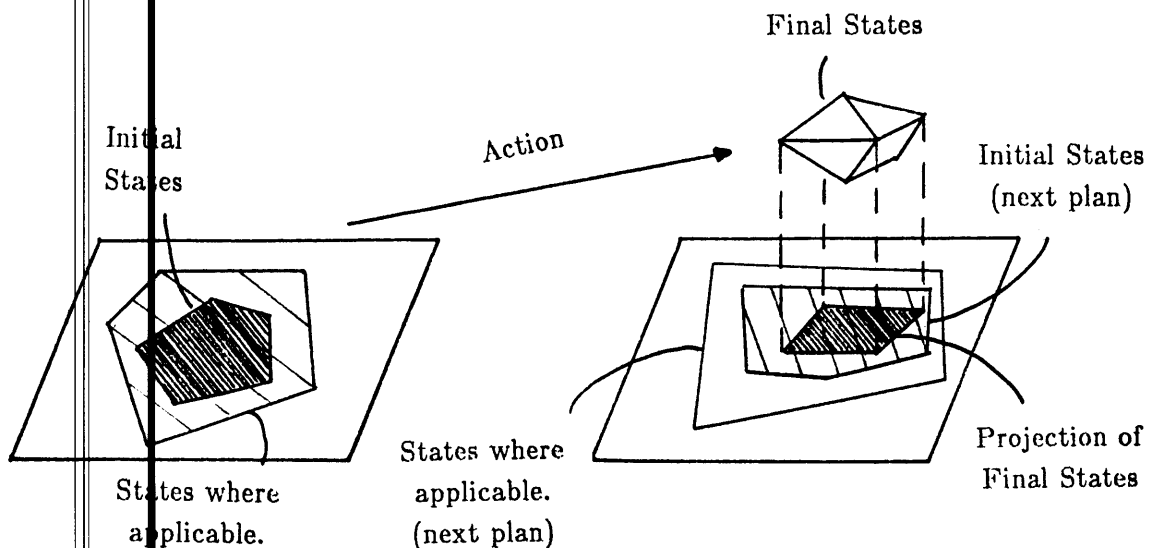 Final States
Initial
States
Action
Initial States
(next plan)
States where
applicable.
States where
applicable.
(next plan)
Projection of
Final States